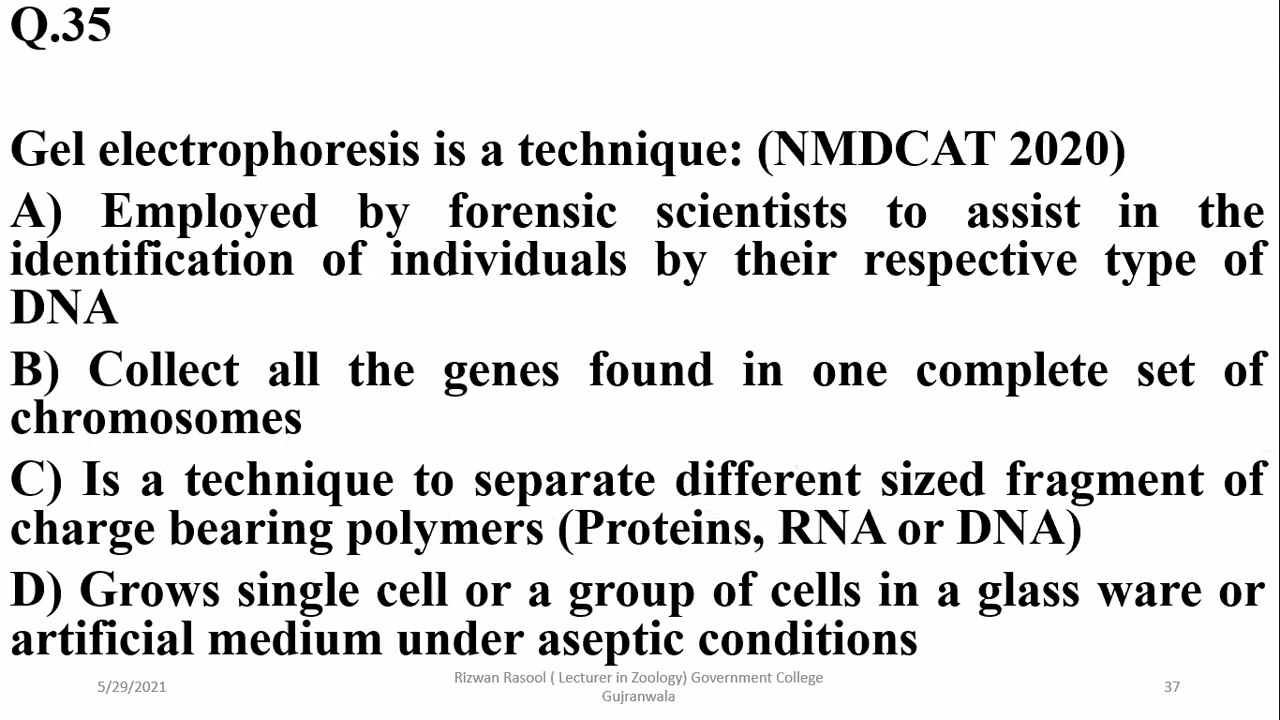 Q.35
Gel electrophoresis is a technique: (NMDCAT 2020)
A) Employed by forensic scientists to assist in the
identification of individuals by their respective type of
DNA
B) Collect all the genes found in one complete set of
chromosomes
C) Is a technique to separate different sized fragment of
charge bearing polymers (Proteins, RNA or DNA)
D) Grows single cell or a group of cells in a glass ware or
artificial medium under aseptic conditions
5/29/2021
Rizwan Rasool ( Lecturer in Zoology) Government College
Gujranwala
37